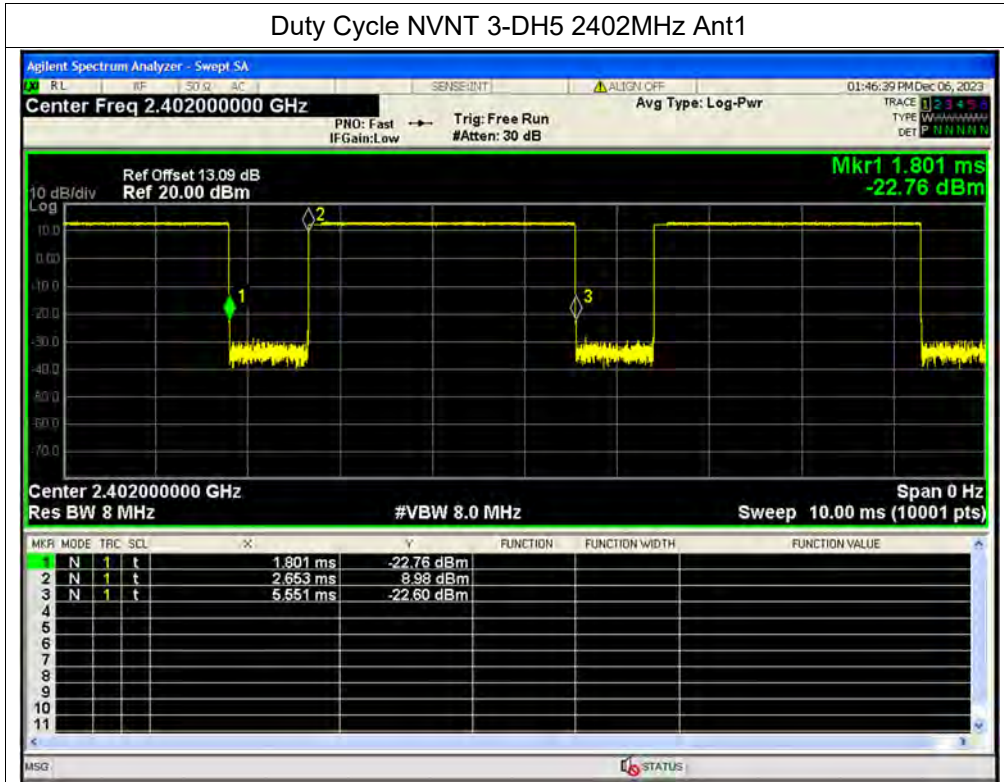 Duty Cycle NVNT 3-DH5 2402MHz Ant1
Agilent Spectrum Analyzer - Swept SA
LXI RL RF 50 Ω AC SENSE:INT ALIGN OFF 01:46:39 PM Dec 06, 2023
Center Freq 2.402000000 GHz Avg Type: Log-Pwr TRACE 1 2 3 4 5 6
PNO: Fast Trig: Free Run TYPE W
IFGain:Low #Atten: 30 dB DET P N N N N N
Mkr1 1.801 ms
-22.76 dBm
Ref Offset 13.09 dB
10 dB/div Ref 20.00 dBm
Log
10.0
0.00
-10.0
-20.0
-30.0
-40.0
-50.0
-60.0
-70.0
1
2
3
Center 2.402000000 GHz Span 0 Hz
Res BW 8 MHz #VBW 8.0 MHz Sweep 10.00 ms (10001 pts)
MKR MODE TRC SCL X Y FUNCTION FUNCTION WIDTH FUNCTION VALUE
1 N 1 t 1.801 ms -22.76 dBm
2 N 1 t 2.653 ms 8.98 dBm
3 N 1 t 5.551 ms -22.60 dBm
4
5
6
7
8
9
10
11
MSG STATUS